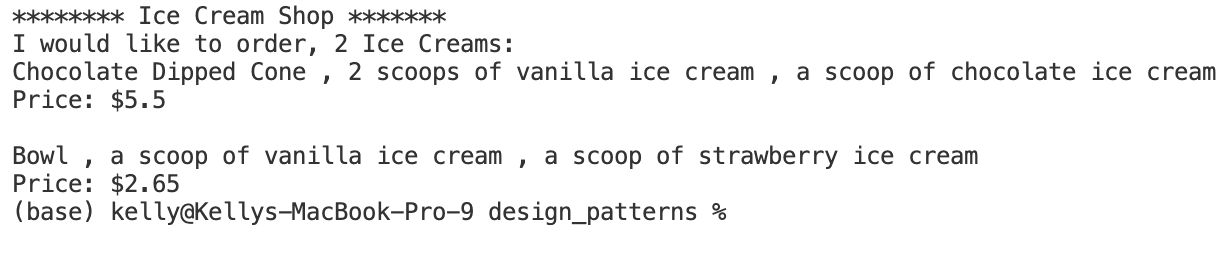 ******** Ice Cream Shop *******
I would like to order, 2 Ice Creams:
Chocolate Dipped Cone , 2 scoops of vanilla ice cream , a scoop of chocolate ice cream
Price: $5.5
Bowl , a scoop of vanilla ice cream , a scoop of strawberry ice cream
Price: $2.65
(base) kelly@Kellys-MacBook-Pro-9 design_patterns %